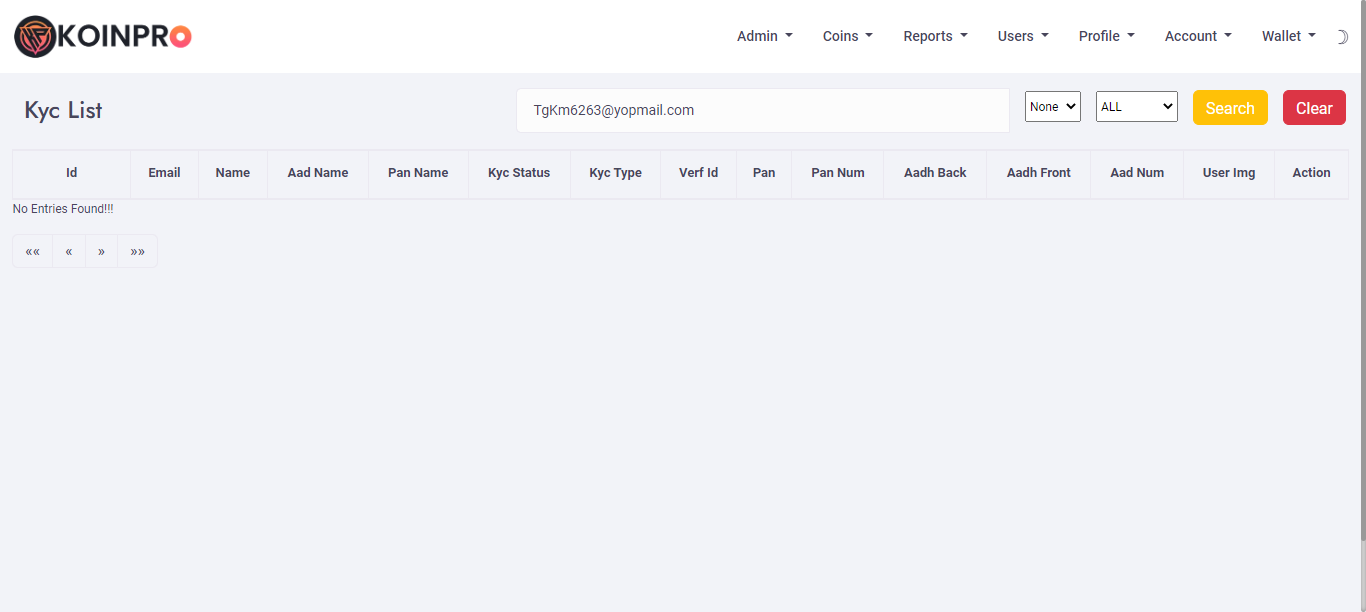 KOINPRO
Admin Coins Reports Users Profile Account Wallet
Kyc List
TgKm6263@yopmail.com
None ALL Search Clear
Id Email Name Aad Name Pan Name Kyc Status Kyc Type Verf Id Pan Pan Num Aadh Back Aadh Front Aad Num User Img Action
No Entries Found!!!
«« « » »»